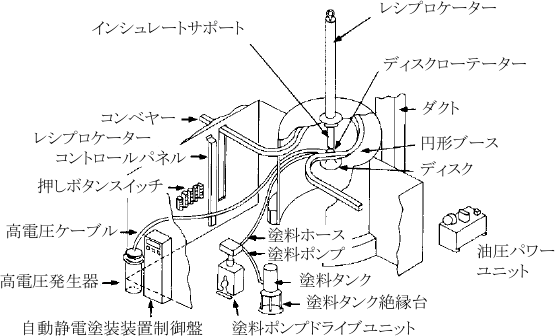 レシプロケーター
インシュレートサポート
ディスクローテーター
コンベヤー
ダクト
レシプロケーター
コントロールパネル
円形ブース
ディスク
押しボタンスイッチ
高電圧ケーブル
塗料ホース
塗料ポンプ
油圧パワー
ユニット
高電圧発生器
塗料タンク
塗料タンク絶縁台
自動静電塗装装置制御盤
塗料ポンプドライブユニット